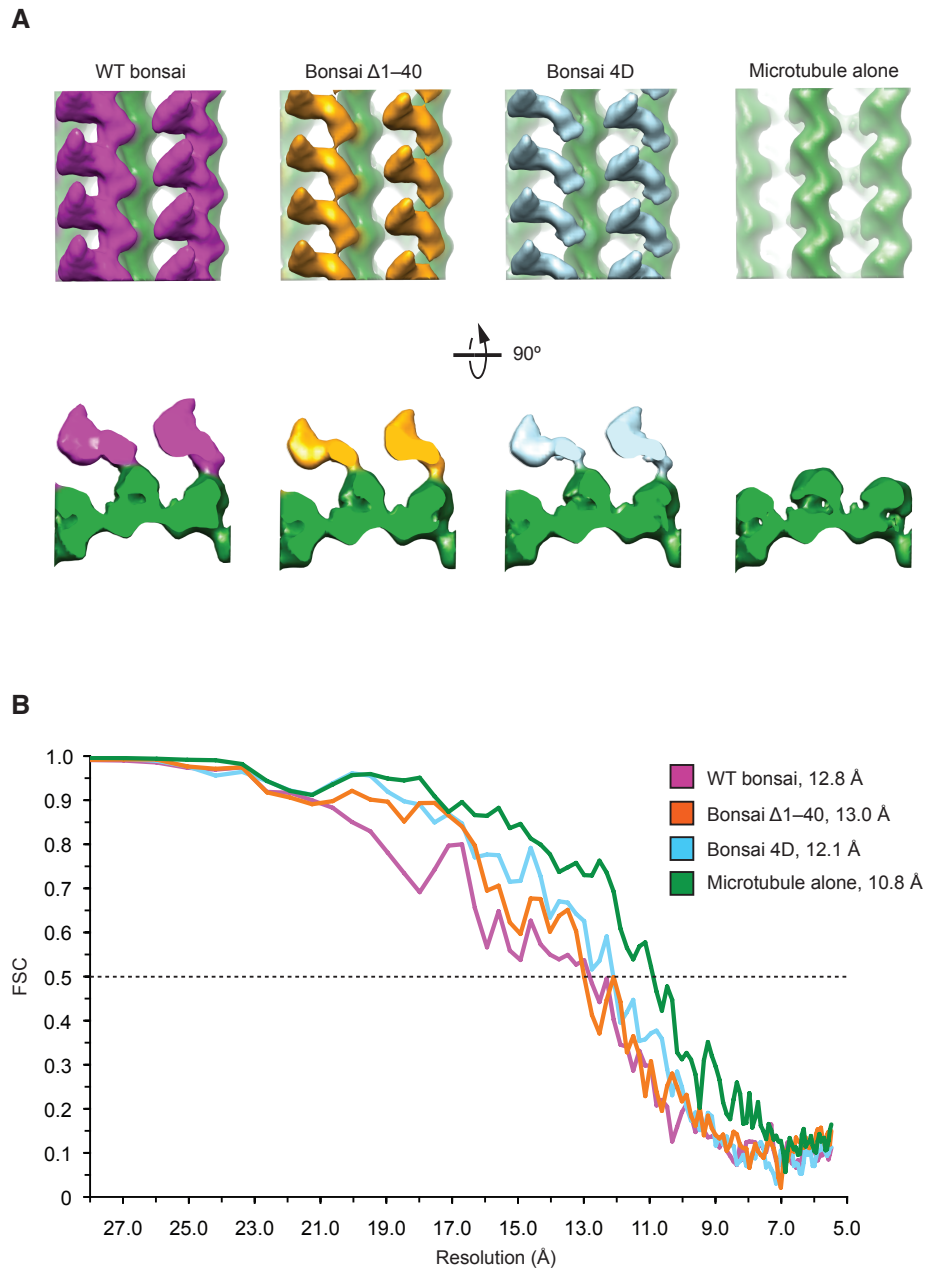 A
WT bonsai
Bonsai Δ1–40
Bonsai 4D
Microtubule alone
90º
B
1.0
0.9
0.8
0.7
0.6
0.5
0.4
0.3
0.2
0.1
0
FSC
WT bonsai, 12.8 Å
Bonsai Δ1–40, 13.0 Å
Bonsai 4D, 12.1 Å
Microtubule alone, 10.8 Å
27.0 25.0 23.0 21.0 19.0 17.0 15.0 13.0 11.0 9.0 7.0 5.0
Resolution (Å)